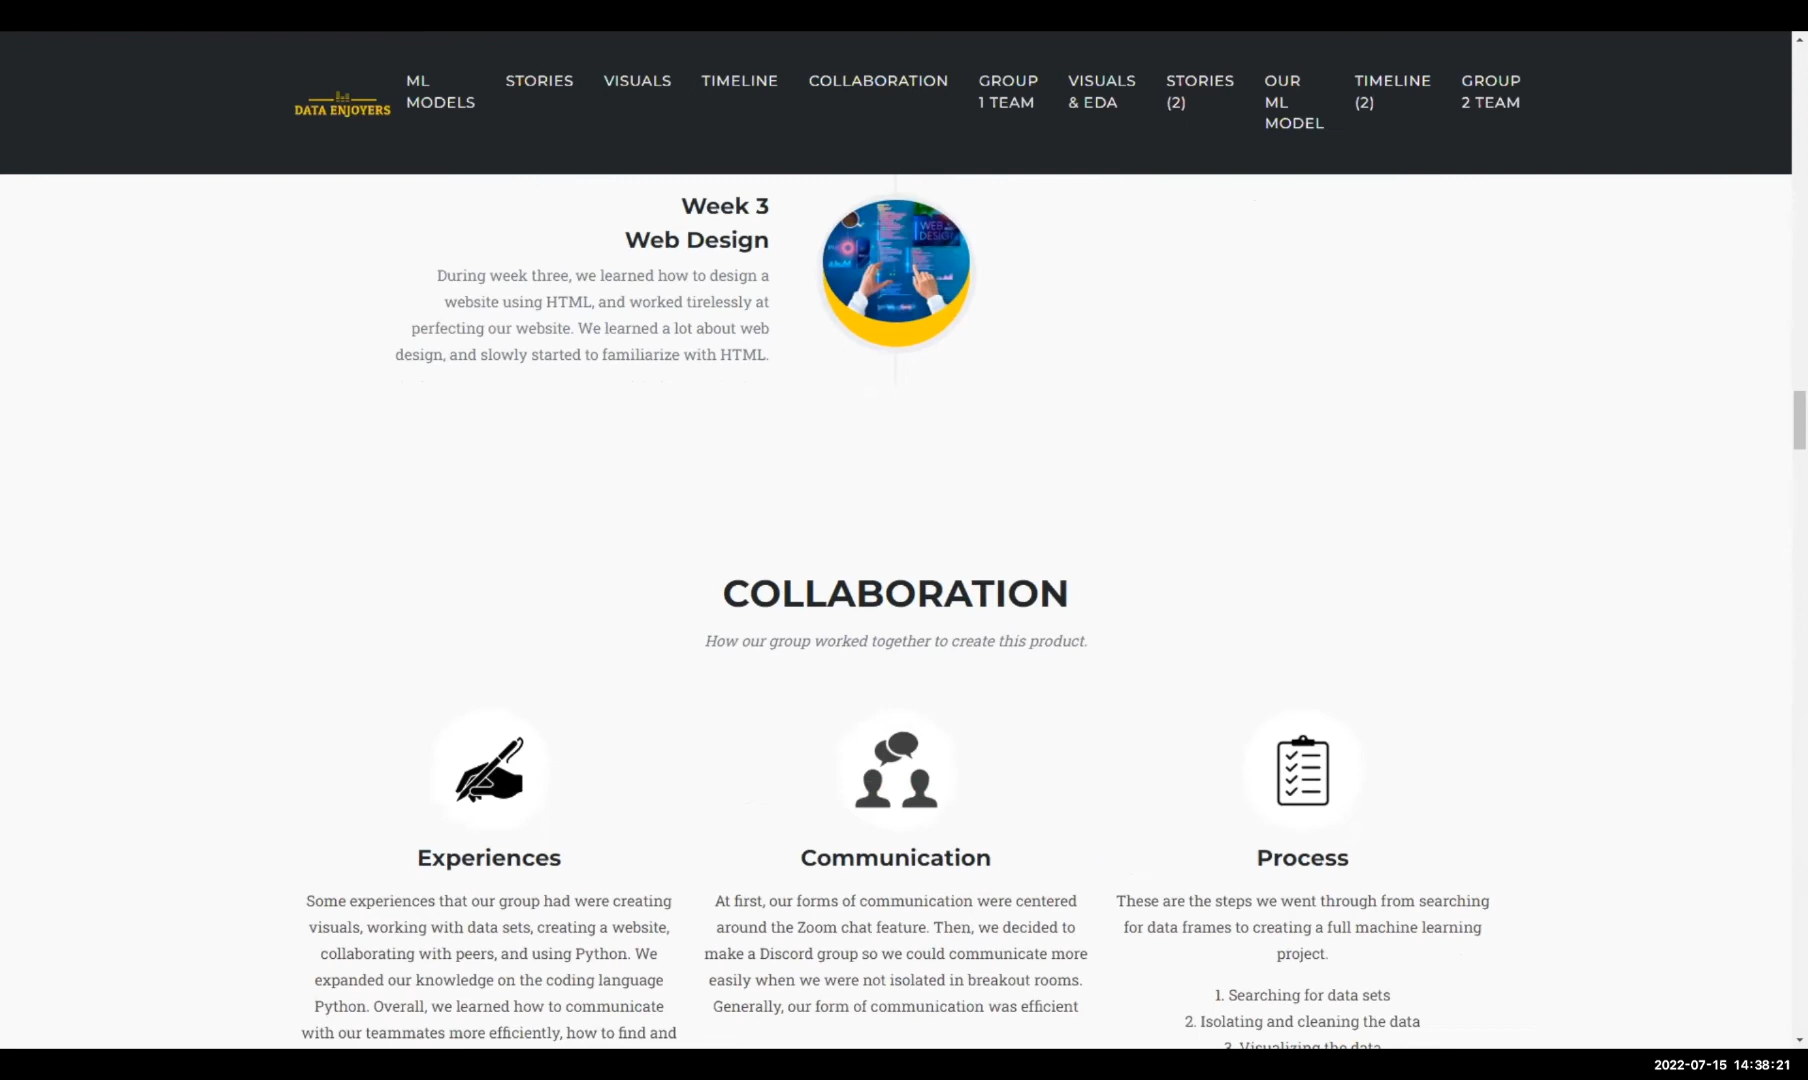 DATA ENJOYERS
ML
MODELS
STORIES
VISUALS
TIMELINE
COLLABORATION
GROUP
1 TEAM
VISUALS
& EDA
STORIES
(2)
OUR
ML
MODEL
TIMELINE
(2)
GROUP
2 TEAM
Week 3
Web Design
During week three, we learned how to design a
website using HTML, and worked tirelessly at
perfecting our website. We learned a lot about web
design, and slowly started to familiarize with HTML.
WEB
DESIGN
COLLABORATION
How our group worked together to create this product.
Experiences
Some experiences that our group had were creating
visuals, working with data sets, creating a website,
collaborating with peers, and using Python. We
expanded our knowledge on the coding language
Python. Overall, we learned how to communicate
with our teammates more efficiently, how to find and
Communication
At first, our forms of communication were centered
around the Zoom chat feature. Then, we decided to
make a Discord group so we could communicate more
easily when we were not isolated in breakout rooms.
Generally, our form of communication was efficient
Process
These are the steps we went through from searching
for data frames to creating a full machine learning
project.
1. Searching for data sets
2. Isolating and cleaning the data
3. Visualizing the data
2022-07-15 14:38:21